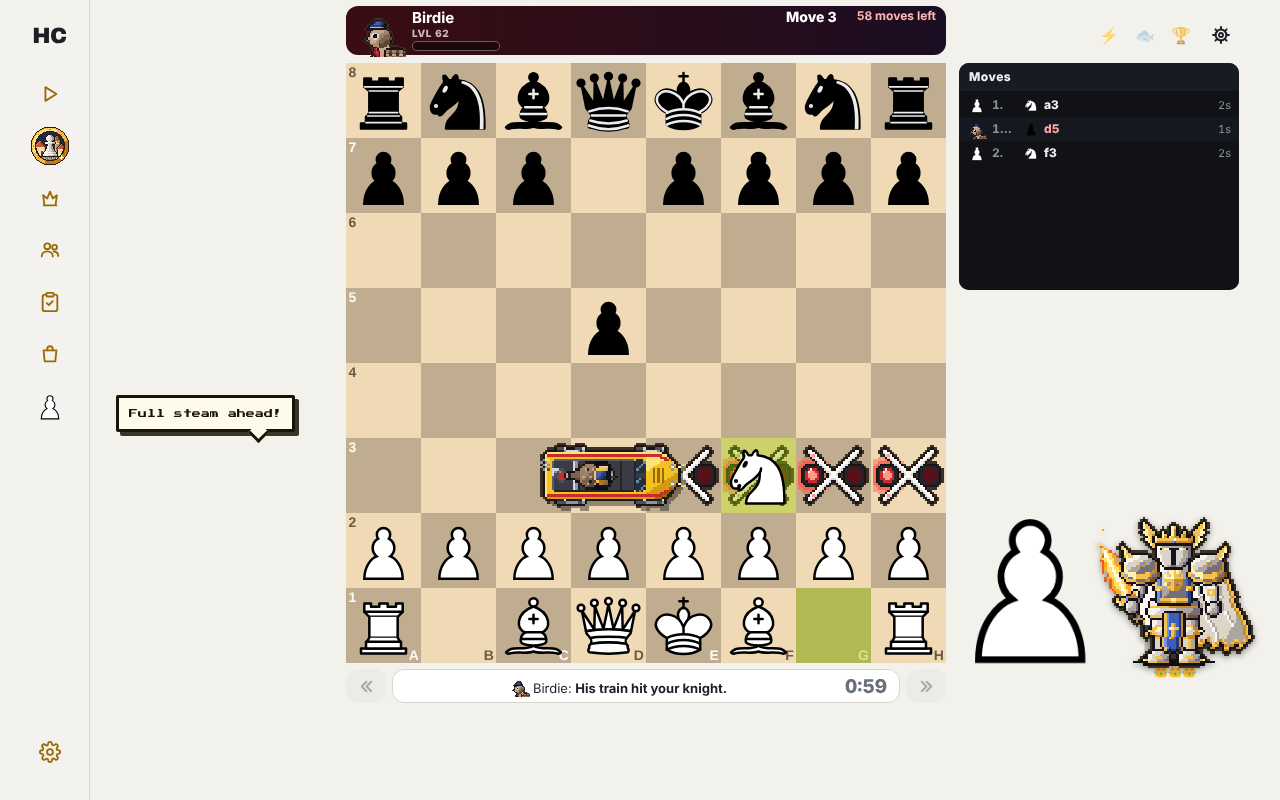 HC
Birdie
LVL 62
Move 3
58 moves left
8
7
6
5
4
3
2
1
A
B
C
D
E
F
G
H
Moves
1. a3 2s
1... d5 1s
2. f3 2s
Full steam ahead!
Birdie: His train hit your knight.
0:59